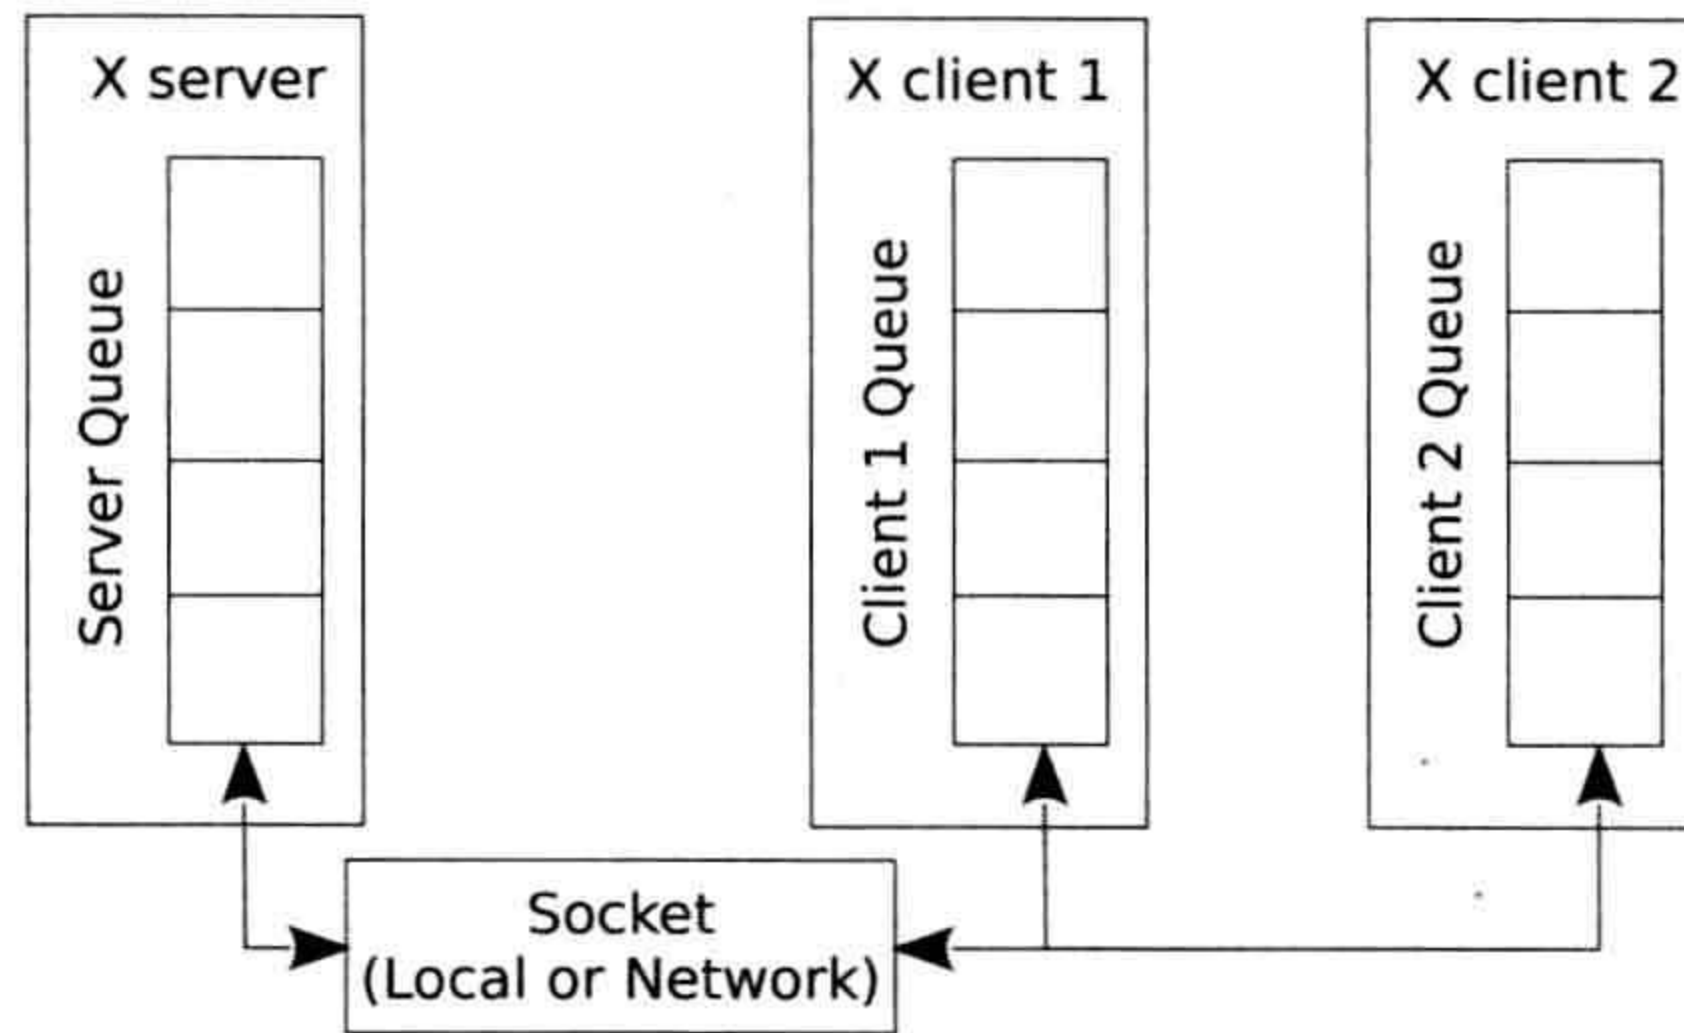 X server
Server Queue
X client 1
Client 1 Queue
X client 2
Client 2 Queue
Socket
(Local or Network)